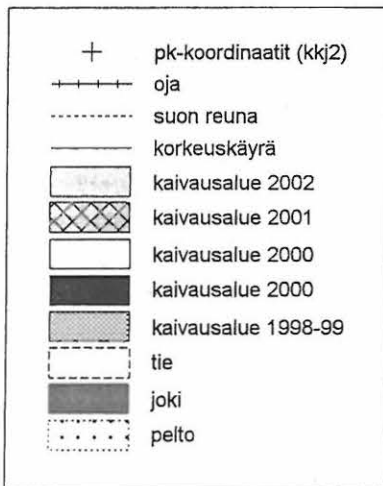 pk-koordinaatit (kkj2)
oja
suon reuna
korkeuskäyrä
kaivausalue 2002
kaivausalue 2001
kaivausalue 2000
kaivausalue 2000
kaivausalue 1998-99
tie
joki
pelto